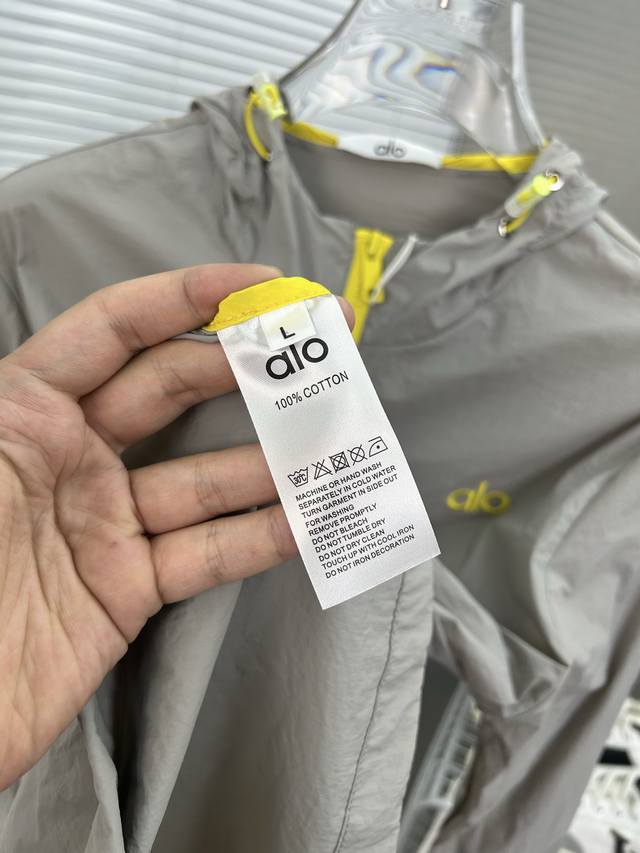 alo
L
alo
100% COTTON
30°C
MACHINE OR HAND WASH
SEPARATELY IN COLD WATER
TURN GARMENT IN SIDE OUT
FOR WASHING
REMOVE PROMPTLY
DO NOT BLEACH
DO NOT TUMBLE DRY
DO NOT DRY CLEAN
TOUCH UP WITH COOL IRON
DO NOT IRON DECORATION
alo